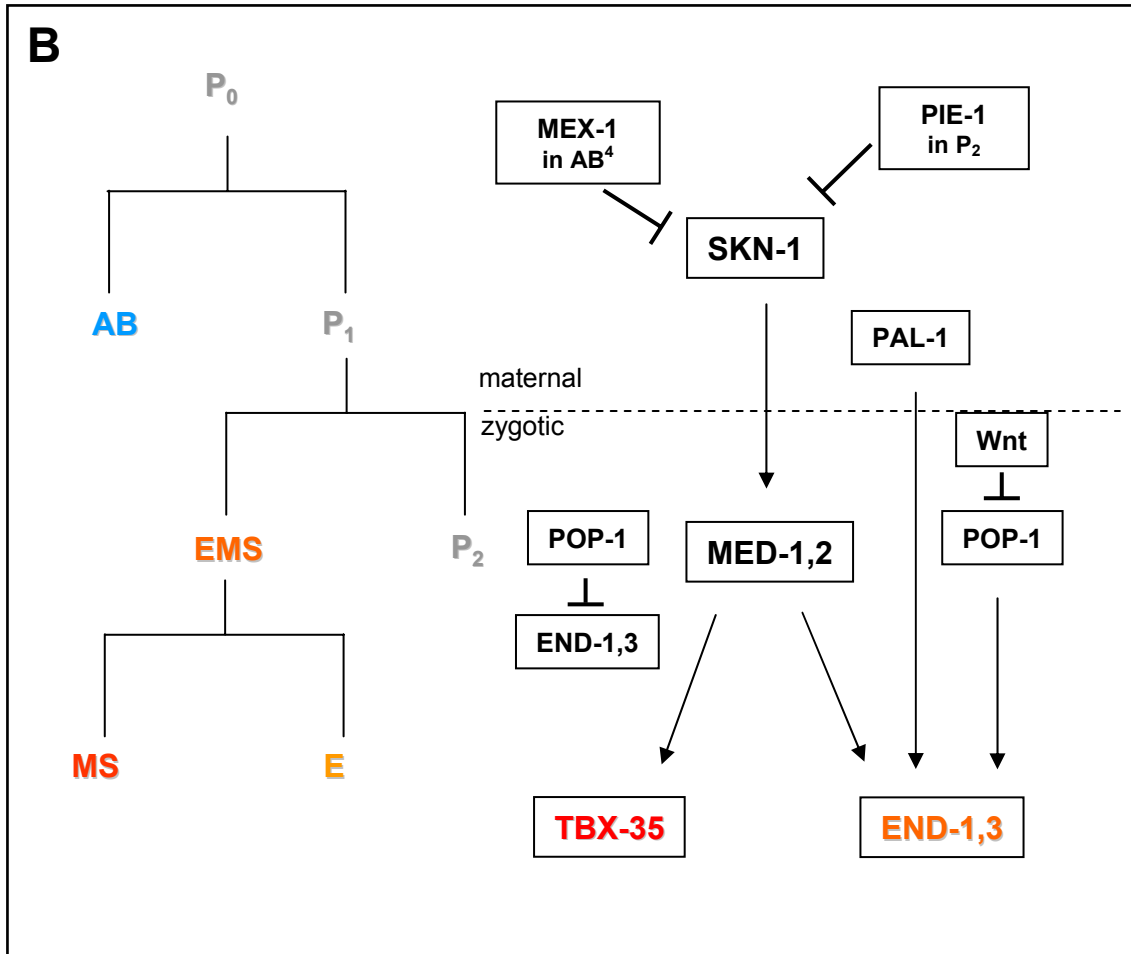 B
P0
MEX-1
in AB4
PIE-1
in P2
SKN-1
AB
P1
PAL-1
maternal
zygotic
Wnt
EMS
P2
POP-1
MED-1,2
POP-1
END-1,3
MS
E
TBX-35
END-1,3